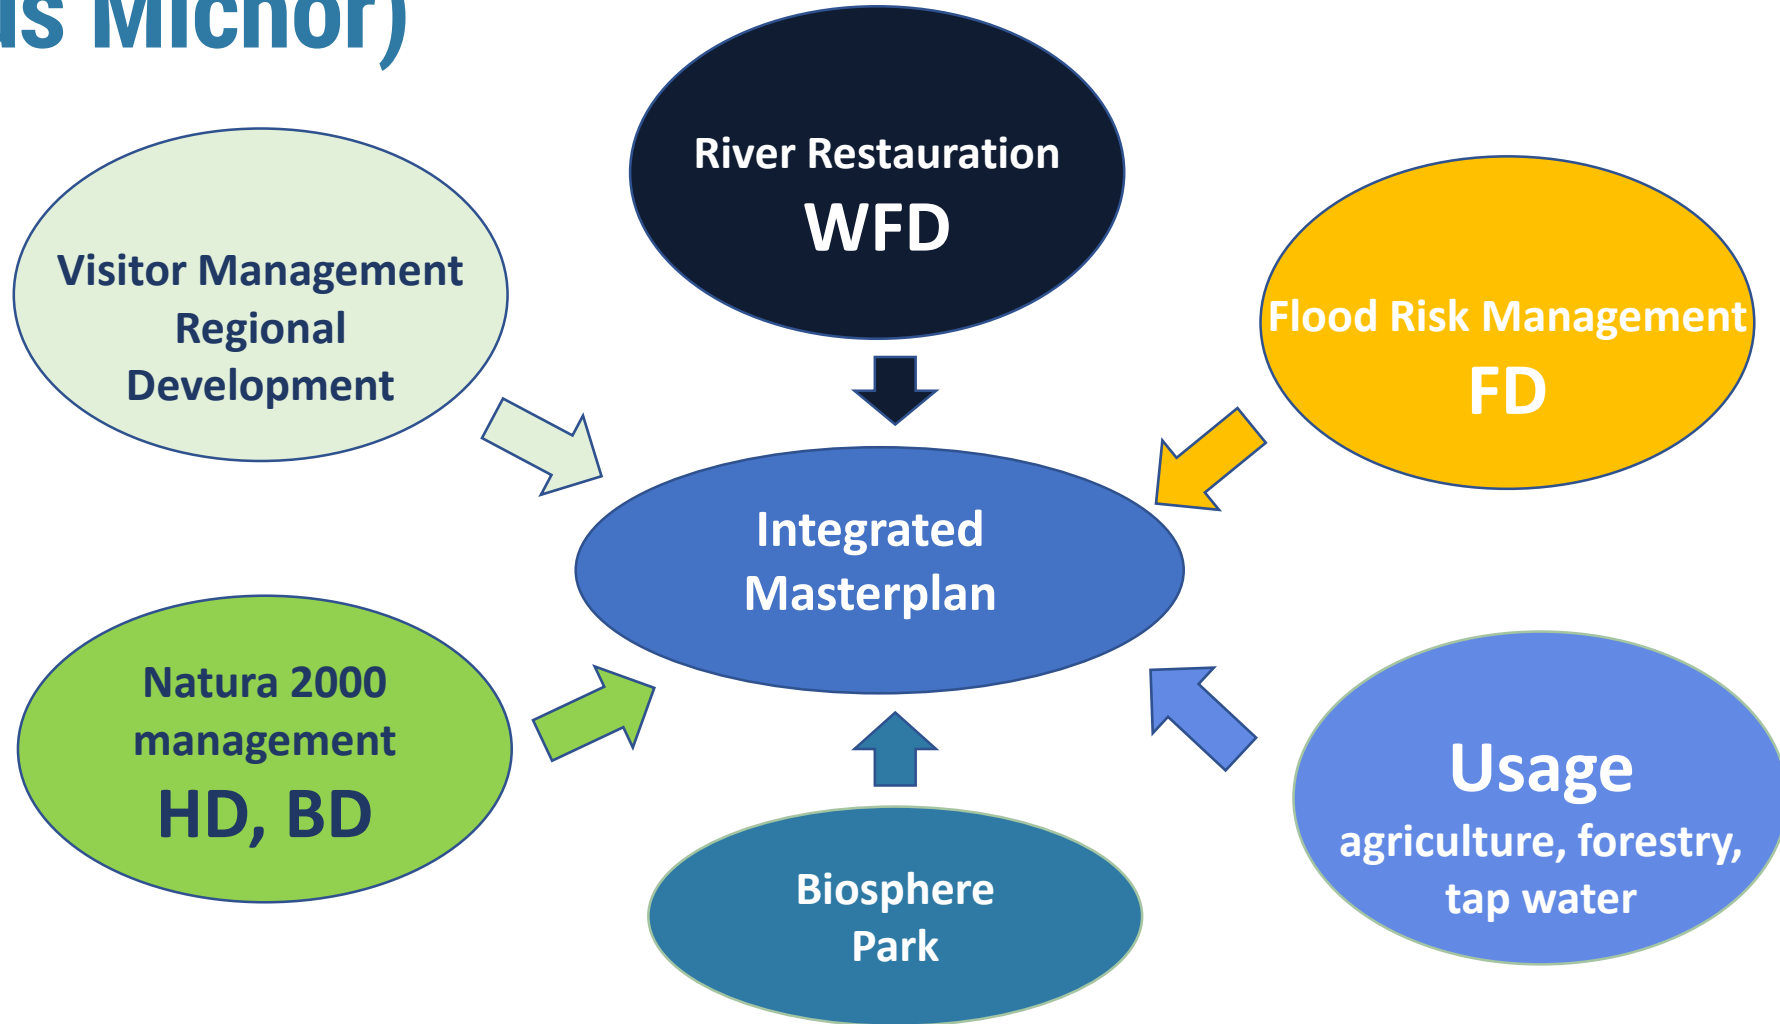 us Michor)
River Restauration
WFD
Visitor Management
Regional
Development
Flood Risk Management
FD
Integrated
Masterplan
Natura 2000
management
HD, BD
Usage
agriculture, forestry,
tap water
Biosphere
Park